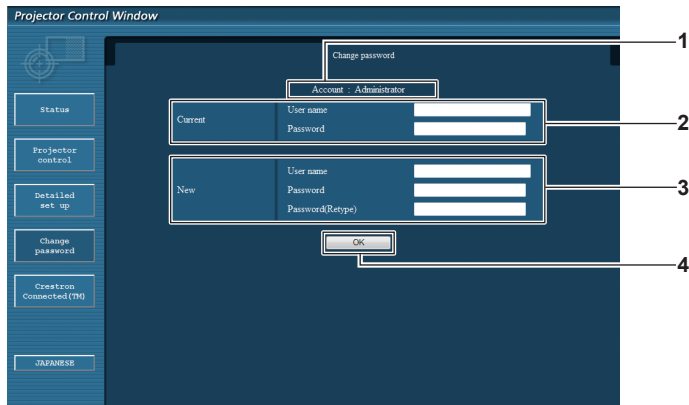 Projector Control Window
Change password
1
Account : Administrator
Current
User name
Password
2
New
User name
Password
Password(Retype)
3
OK
4
Status
Projector
control
Detailed
set up
Change
password
Crestron
Connected(TM)
JAPANESE